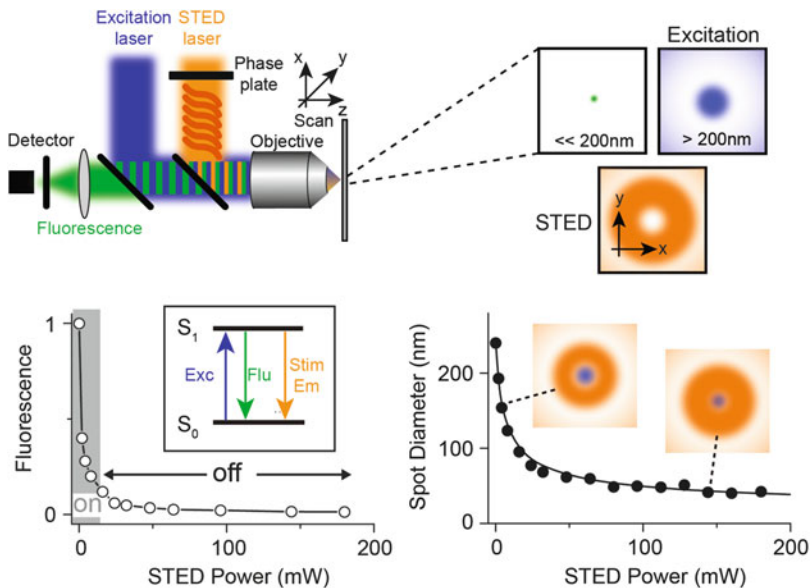 Excitation
laser
STED
laser
Phase
plate
x
y
z
Scan
Detector
Objective
Fluorescence
Excitation
<< 200nm
> 200nm
STED
y
x
Fluorescence
1
0
on
off
S1
S0
Exc
Flu
Stim
Em
0
100
200
STED Power (mW)
Spot Diameter (nm)
200
100
0
0
100
200
STED Power (mW)